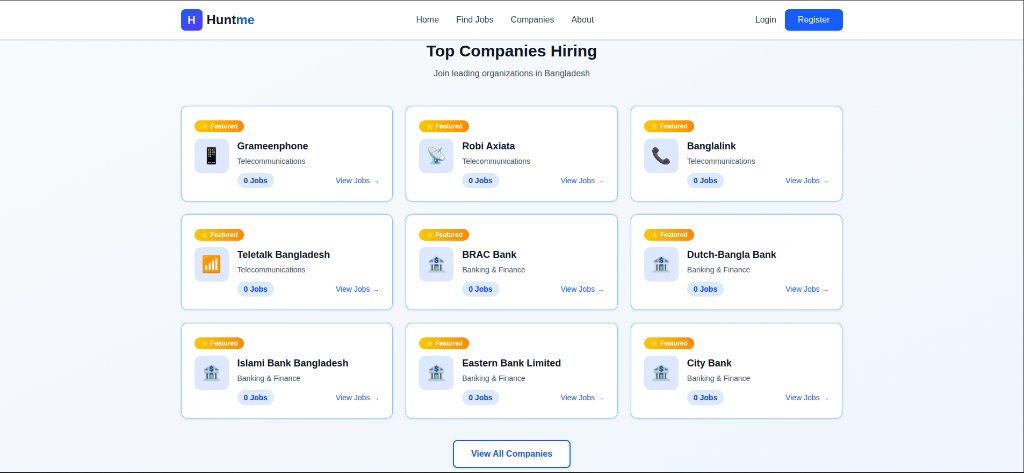 H Huntme
Home Find Jobs Companies About
Login Register
Top Companies Hiring
Join leading organizations in Bangladesh
⭐ Featured
Grameenphone
Telecommunications
0 Jobs View Jobs →
⭐ Featured
Robi Axiata
Telecommunications
0 Jobs View Jobs →
⭐ Featured
Banglalink
Telecommunications
0 Jobs View Jobs →
⭐ Featured
Teletalk Bangladesh
Telecommunications
0 Jobs View Jobs →
⭐ Featured
BRAC Bank
Banking & Finance
0 Jobs View Jobs →
⭐ Featured
Dutch-Bangla Bank
Banking & Finance
0 Jobs View Jobs →
⭐ Featured
Islami Bank Bangladesh
Banking & Finance
0 Jobs View Jobs →
⭐ Featured
Eastern Bank Limited
Banking & Finance
0 Jobs View Jobs →
⭐ Featured
City Bank
Banking & Finance
0 Jobs View Jobs →
View All Companies